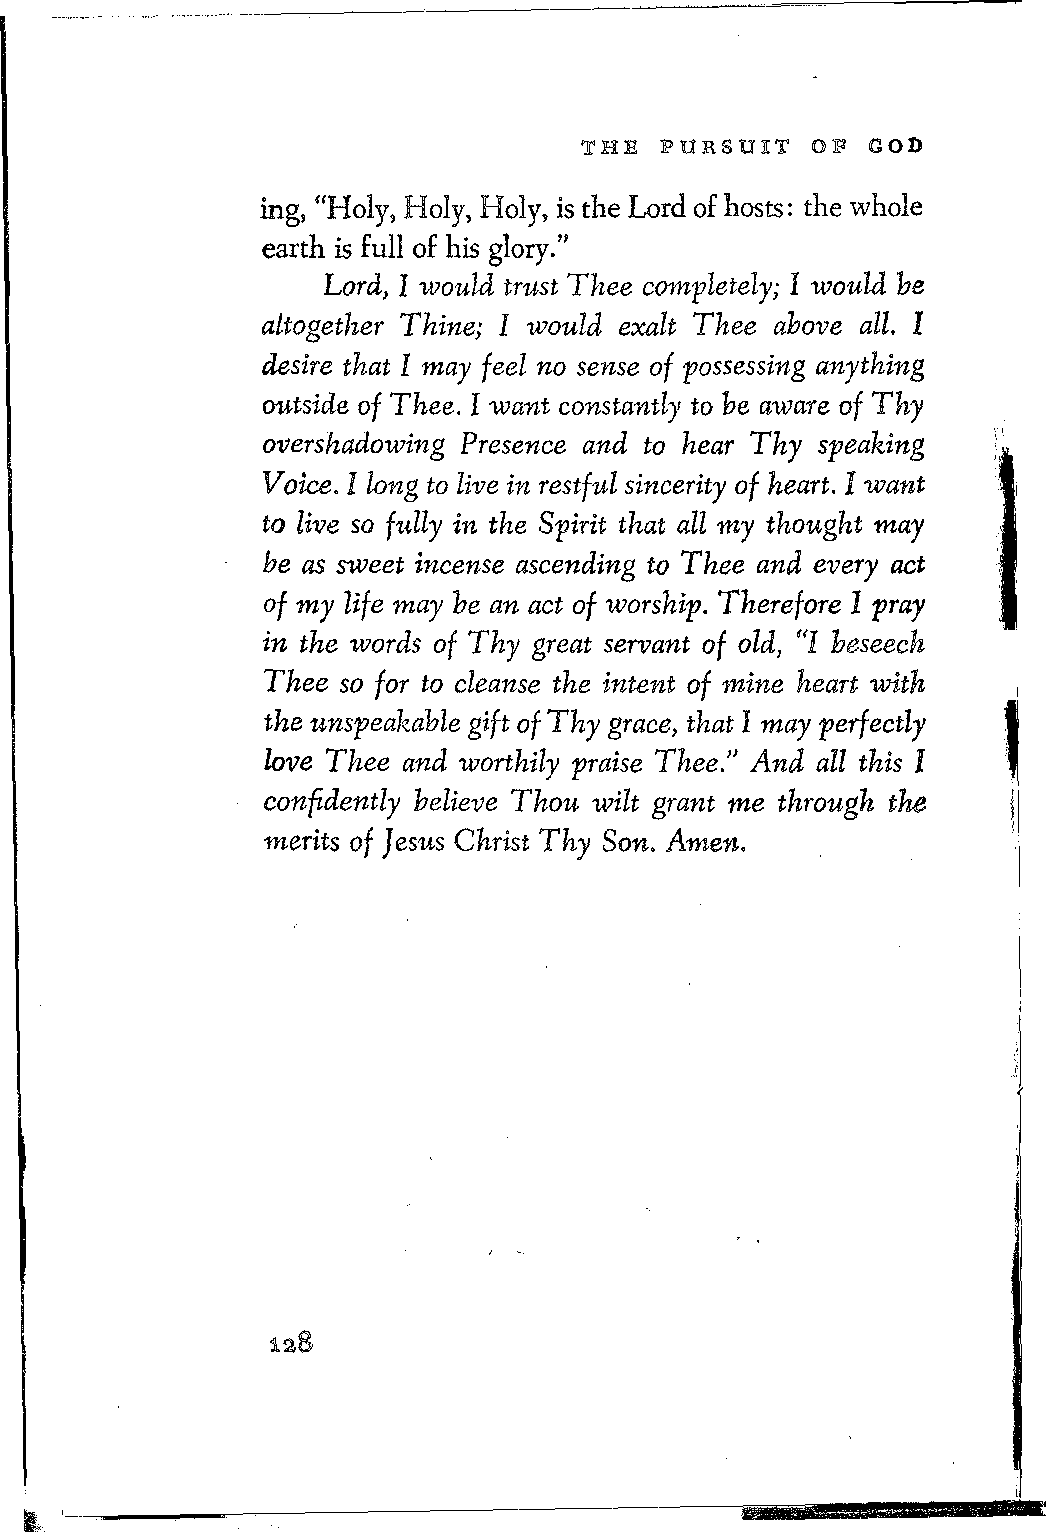 THE PURSUIT OF GOD
ing, “Holy, Holy, Holy, is the Lord of hosts: the whole
earth is full of his glory.”
Lord, I would trust Thee completely; I would be
altogether Thine; I would exalt Thee above all. I
desire that I may feel no sense of possessing anything
outside of Thee. I want constantly to be aware of Thy
overshadowing Presence and to hear Thy speaking
Voice. I long to live in restful sincerity of heart. I want
to live so fully in the Spirit that all my thought may
be as sweet incense ascending to Thee and every act
of my life may be an act of worship. Therefore I pray
in the words of Thy great servant of old, “I beseech
Thee so for to cleanse the intent of mine heart with
the unspeakable gift of Thy grace, that I may perfectly
love Thee and worthily praise Thee.” And all this I
confidently believe Thou wilt grant me through the
merits of Jesus Christ Thy Son. Amen.
128